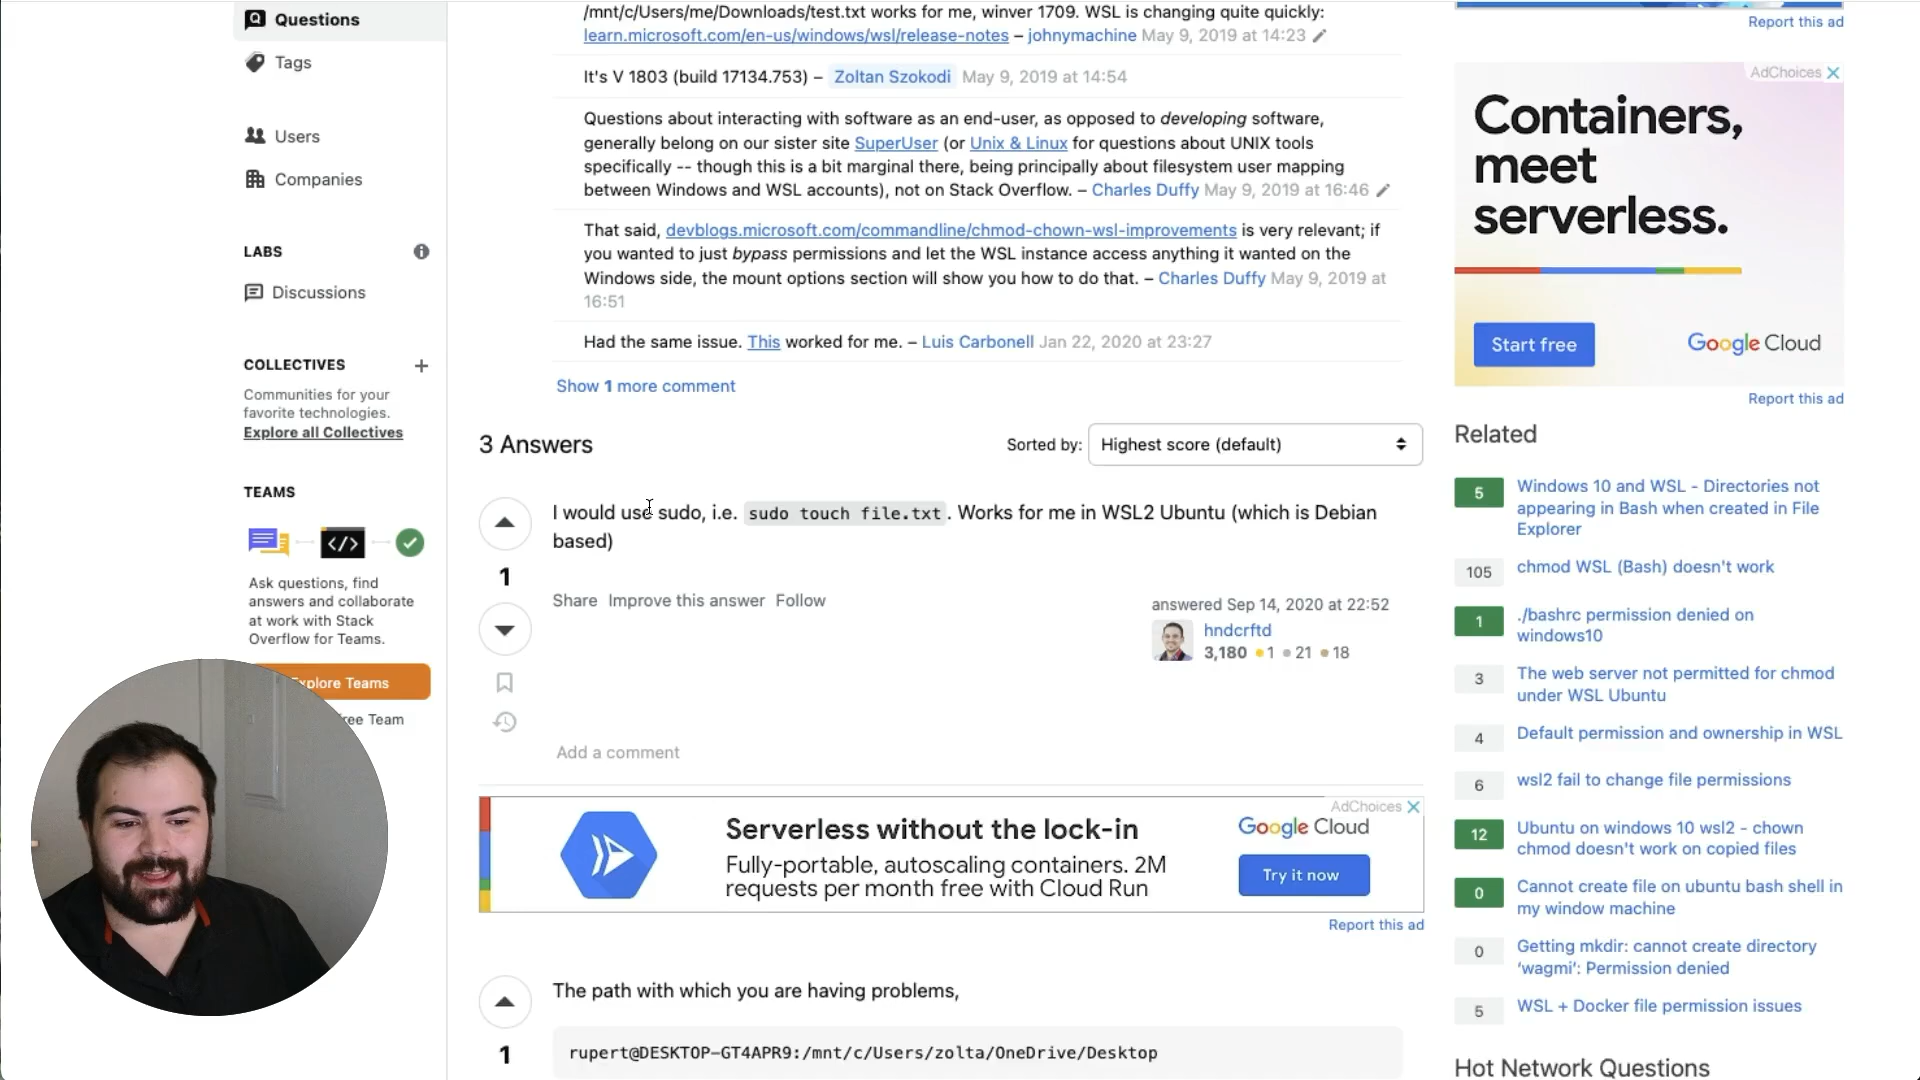 Questions
Tags
Users
Companies
LABS
Discussions
COLLECTIVES
Communities for your
favorite technologies.
Explore all Collectives
TEAMS
Ask questions, find
answers and collaborate
at work with Stack
Overflow for Teams.
xplore Teams
ree Team
/mnt/c/Users/me/Downloads/test.txt works for me, winver 1709. WSL is changing quite quickly:
learn.microsoft.com/en-us/windows/wsl/release-notes – johnymachine May 9, 2019 at 14:23
It's V 1803 (build 17134.753) – Zoltan Szokodi May 9, 2019 at 14:54
Questions about interacting with software as an end-user, as opposed to developing software,
generally belong on our sister site SuperUser (or Unix & Linux for questions about UNIX tools
specifically -- though this is a bit marginal there, being principally about filesystem user mapping
between Windows and WSL accounts), not on Stack Overflow. – Charles Duffy May 9, 2019 at 16:46
That said, devblogs.microsoft.com/commandline/chmod-chown-wsl-improvements is very relevant; if
you wanted to just bypass permissions and let the WSL instance access anything it wanted on the
Windows side, the mount options section will show you how to do that. – Charles Duffy May 9, 2019 at
16:51
Had the same issue. This worked for me. – Luis Carbonell Jan 22, 2020 at 23:27
Show 1 more comment
3 Answers
Sorted by:
Highest score (default)
I would use sudo, i.e. sudo touch file.txt. Works for me in WSL2 Ubuntu (which is Debian
based)
1
Share Improve this answer Follow
answered Sep 14, 2020 at 22:52
hndcrftd
3,180 1 21 18
Add a comment
AdChoices
Serverless without the lock-in
Fully-portable, autoscaling containers. 2M
requests per month free with Cloud Run
Google Cloud
Try it now
Report this ad
The path with which you are having problems,
1
rupert@DESKTOP-GT4APR9:/mnt/c/Users/zolta/OneDrive/Desktop
Report this ad
AdChoices
Containers,
meet
serverless.
Start free
Google Cloud
Report this ad
Related
5
Windows 10 and WSL - Directories not
appearing in Bash when created in File
Explorer
105
chmod WSL (Bash) doesn't work
1
./bashrc permission denied on
windows10
3
The web server not permitted for chmod
under WSL Ubuntu
4
Default permission and ownership in WSL
6
wsl2 fail to change file permissions
12
Ubuntu on windows 10 wsl2 - chown
chmod doesn't work on copied files
0
Cannot create file on ubuntu bash shell in
my window machine
0
Getting mkdir: cannot create directory
‘wagmi’: Permission denied
5
WSL + Docker file permission issues
Hot Network Questions